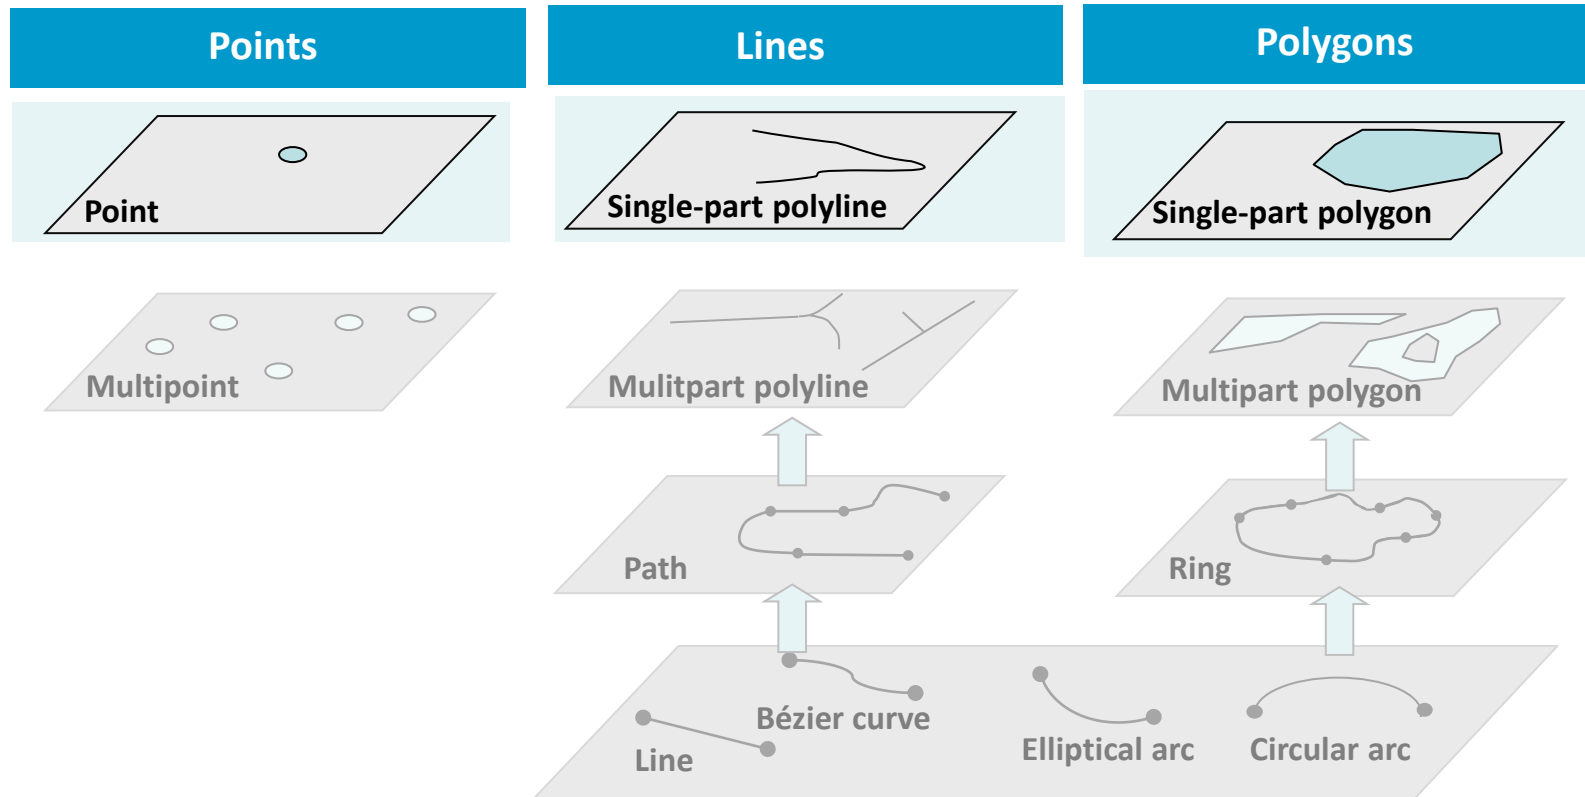 Points
Lines
Polygons
Point
Single-part polyline
Single-part polygon
Multipoint
Mulitpart polyline
Multipart polygon
Path
Ring
Bézier curve
Line
Elliptical arc
Circular arc